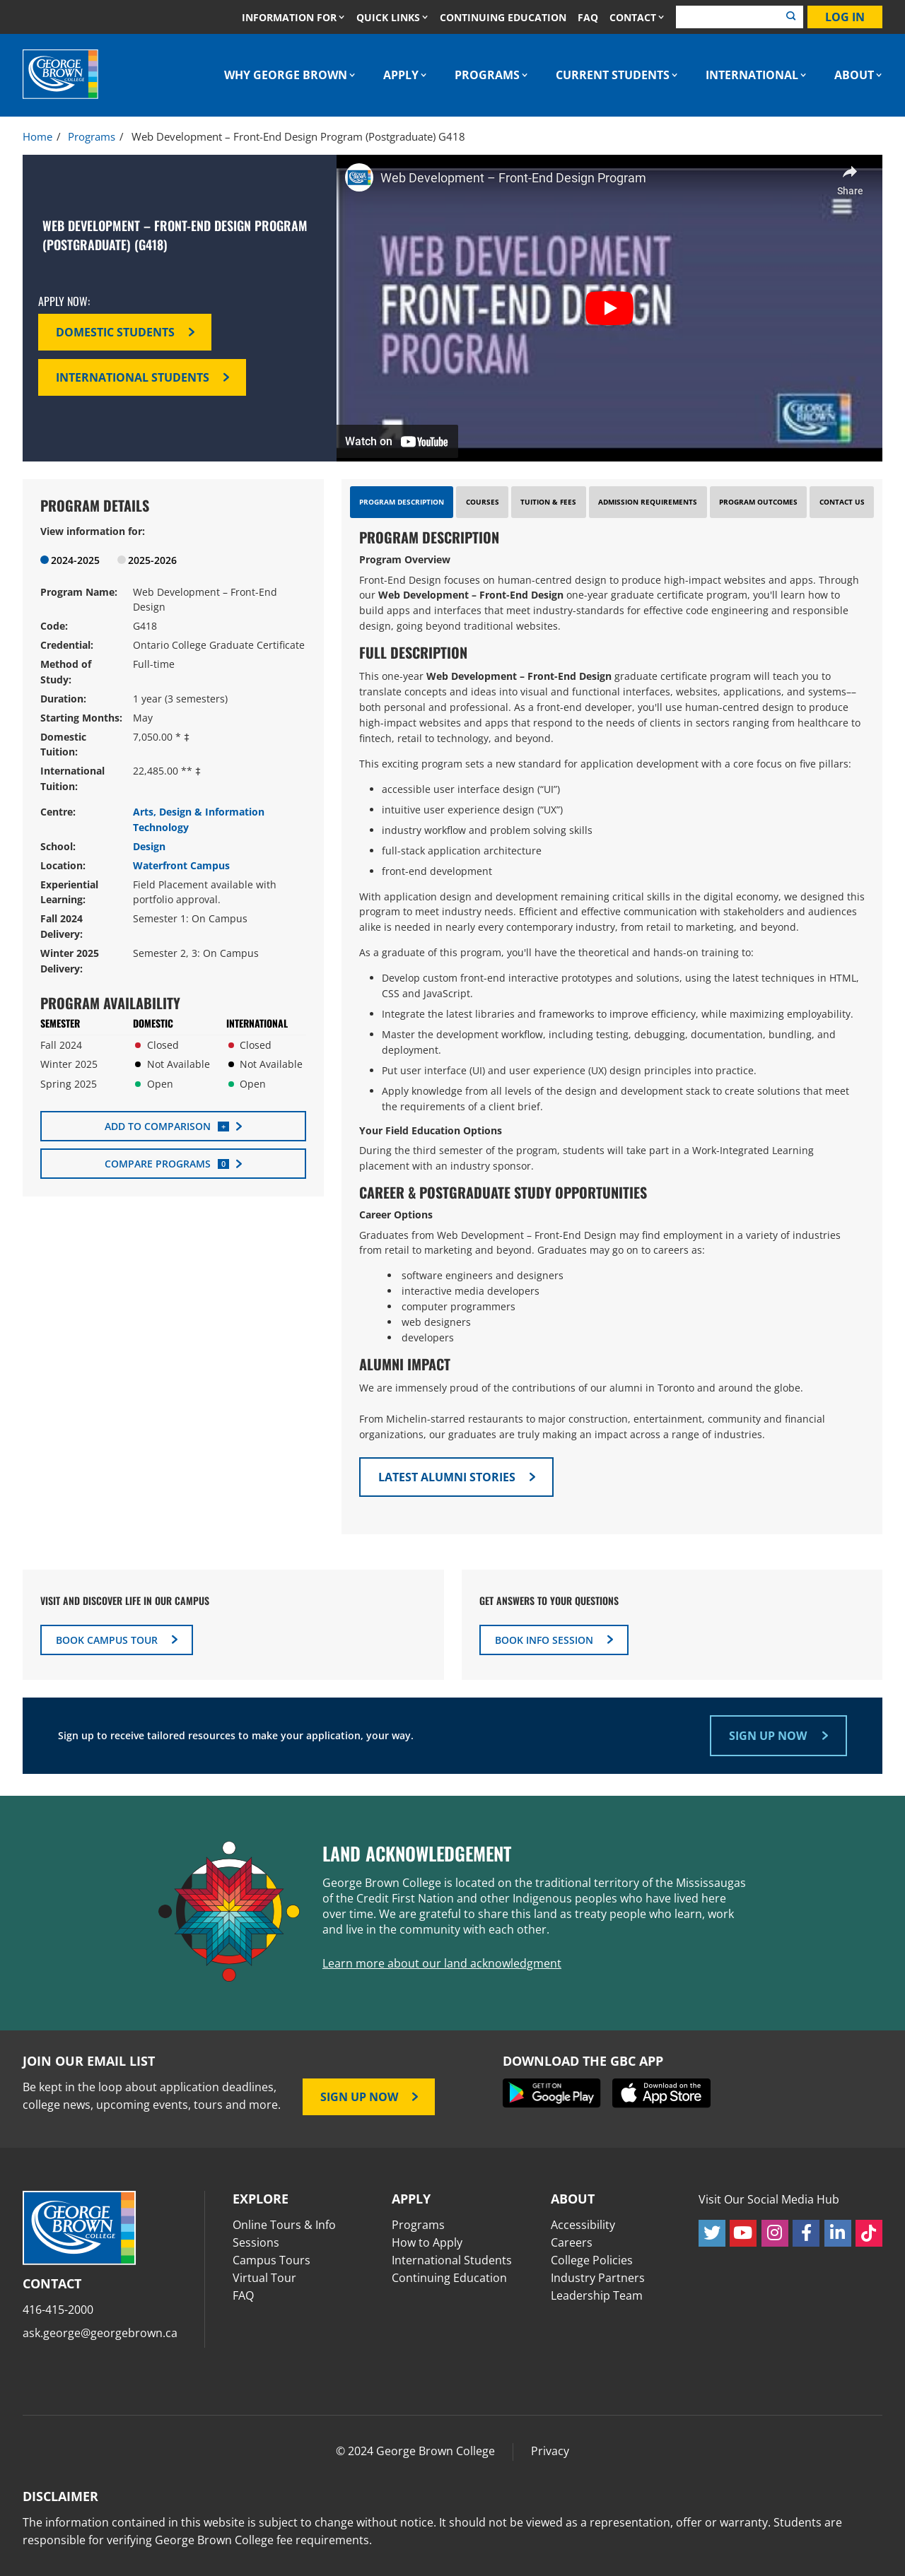 INFORMATION FOR QUICK LINKS CONTINUING EDUCATION FAQ CONTACT LOG IN
GEORGE BROWN COLLEGE
WHY GEORGE BROWN APPLY PROGRAMS CURRENT STUDENTS INTERNATIONAL ABOUT
Home / Programs / Web Development – Front-End Design Program (Postgraduate) G418
WEB DEVELOPMENT – FRONT-END DESIGN PROGRAM
(POSTGRADUATE) (G418)
APPLY NOW:
DOMESTIC STUDENTS
INTERNATIONAL STUDENTS
Web Development – Front-End Design Program
Share
WEB DEVELOPMENT
FRONT-END DESIGN
PROGRAM
GEORGE BROWN
Watch on YouTube
PROGRAM DETAILS
View information for:
2024-2025 2025-2026
Program Name: Web Development – Front-End
Design
Code: G418
Credential: Ontario College Graduate Certificate
Method of Full-time
Study:
Duration: 1 year (3 semesters)
Starting Months: May
Domestic 7,050.00 * ‡
Tuition:
International 22,485.00 ** ‡
Tuition:
Centre: Arts, Design & Information
Technology
School: Design
Location: Waterfront Campus
Experiential Field Placement available with
Learning: portfolio approval.
Fall 2024 Semester 1: On Campus
Delivery:
Winter 2025 Semester 2, 3: On Campus
Delivery:
PROGRAM AVAILABILITY
SEMESTER DOMESTIC INTERNATIONAL
Fall 2024 Closed Closed
Winter 2025 Not Available Not Available
Spring 2025 Open Open
ADD TO COMPARISON +
COMPARE PROGRAMS 0
PROGRAM DESCRIPTION COURSES TUITION & FEES ADMISSION REQUIREMENTS PROGRAM OUTCOMES CONTACT US
PROGRAM DESCRIPTION
Program Overview
Front-End Design focuses on human-centred design to produce high-impact websites and apps. Through
our Web Development – Front-End Design one-year graduate certificate program, you'll learn how to
build apps and interfaces that meet industry-standards for effective code engineering and responsible
design, going beyond traditional websites.
FULL DESCRIPTION
This one-year Web Development – Front-End Design graduate certificate program will teach you to
translate concepts and ideas into visual and functional interfaces, websites, applications, and systems––
both personal and professional. As a front-end developer, you'll use human-centred design to produce
high-impact websites and apps that respond to the needs of clients in sectors ranging from healthcare to
fintech, retail to technology, and beyond.
This exciting program sets a new standard for application development with a core focus on five pillars:
• accessible user interface design (“UI”)
• intuitive user experience design (“UX”)
• industry workflow and problem solving skills
• full-stack application architecture
• front-end development
With application design and development remaining critical skills in the digital economy, we designed this
program to meet industry needs. Efficient and effective communication with stakeholders and audiences
alike is needed in nearly every contemporary industry, from retail to marketing, and beyond.
As a graduate of this program, you'll have the theoretical and hands-on training to:
• Develop custom front-end interactive prototypes and solutions, using the latest techniques in HTML,
CSS and JavaScript.
• Integrate the latest libraries and frameworks to improve efficiency, while maximizing employability.
• Master the development workflow, including testing, debugging, documentation, bundling, and
deployment.
• Put user interface (UI) and user experience (UX) design principles into practice.
• Apply knowledge from all levels of the design and development stack to create solutions that meet
the requirements of a client brief.
Your Field Education Options
During the third semester of the program, students will take part in a Work-Integrated Learning
placement with an industry sponsor.
CAREER & POSTGRADUATE STUDY OPPORTUNITIES
Career Options
Graduates from Web Development – Front-End Design may find employment in a variety of industries
from retail to marketing and beyond. Graduates may go on to careers as:
• software engineers and designers
• interactive media developers
• computer programmers
• web designers
• developers
ALUMNI IMPACT
We are immensely proud of the contributions of our alumni in Toronto and around the globe.
From Michelin-starred restaurants to major construction, entertainment, community and financial
organizations, our graduates are truly making an impact across a range of industries.
LATEST ALUMNI STORIES
VISIT AND DISCOVER LIFE IN OUR CAMPUS
BOOK CAMPUS TOUR
GET ANSWERS TO YOUR QUESTIONS
BOOK INFO SESSION
Sign up to receive tailored resources to make your application, your way.
SIGN UP NOW
LAND ACKNOWLEDGEMENT
George Brown College is located on the traditional territory of the Mississaugas
of the Credit First Nation and other Indigenous peoples who have lived here
over time. We are grateful to share this land as treaty people who learn, work
and live in the community with each other.
Learn more about our land acknowledgment
JOIN OUR EMAIL LIST
Be kept in the loop about application deadlines,
college news, upcoming events, tours and more.
SIGN UP NOW
DOWNLOAD THE GBC APP
GET IT ON Google Play
Download on the App Store
GEORGE BROWN COLLEGE
CONTACT
416-415-2000
ask.george@georgebrown.ca
EXPLORE
Online Tours & Info
Sessions
Campus Tours
Virtual Tour
FAQ
APPLY
Programs
How to Apply
International Students
Continuing Education
ABOUT
Accessibility
Careers
College Policies
Industry Partners
Leadership Team
Visit Our Social Media Hub
© 2024 George Brown College Privacy
DISCLAIMER
The information contained in this website is subject to change without notice. It should not be viewed as a representation, offer or warranty. Students are
responsible for verifying George Brown College fee requirements.